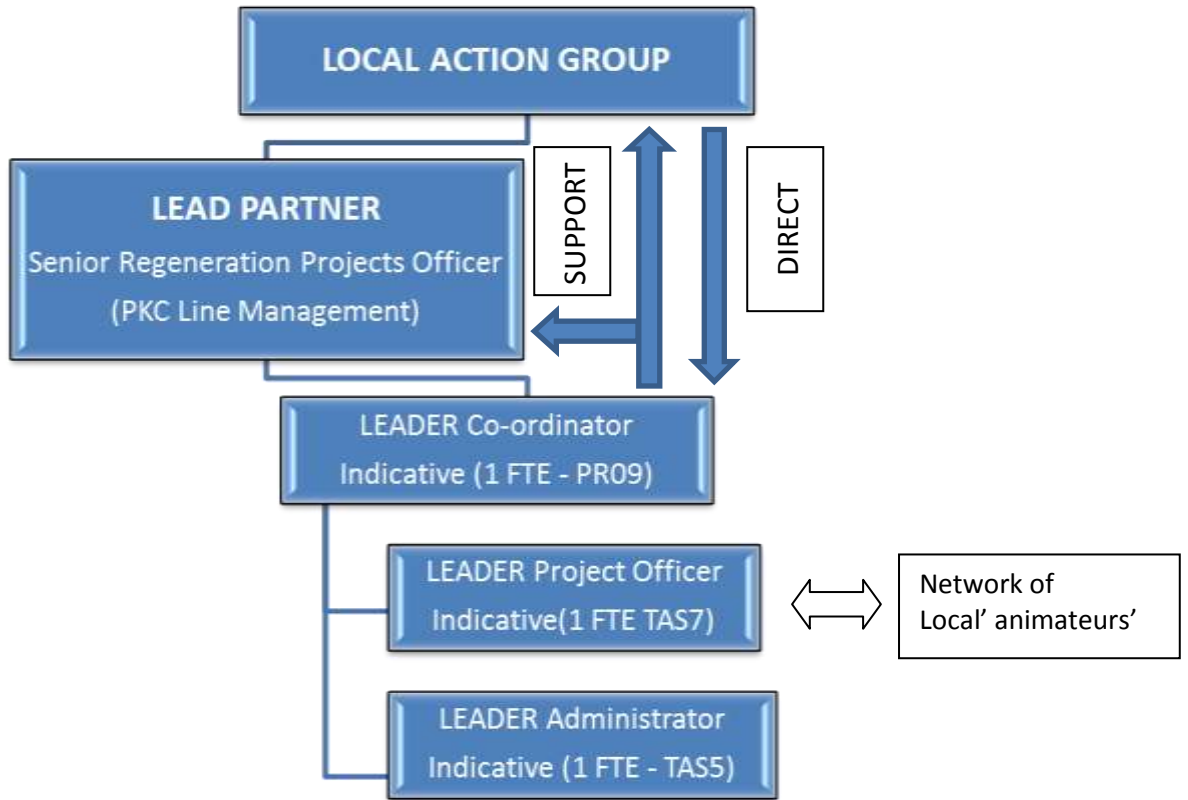 LOCAL ACTION GROUP
LEAD PARTNER
Senior Regeneration Projects Officer
(PKC Line Management)
SUPPORT
DIRECT
LEADER Co-ordinator
Indicative (1 FTE - PR09)
LEADER Project Officer
Indicative(1 FTE TAS7)
Network of
Local’ animateurs’
LEADER Administrator
Indicative (1 FTE - TAS5)